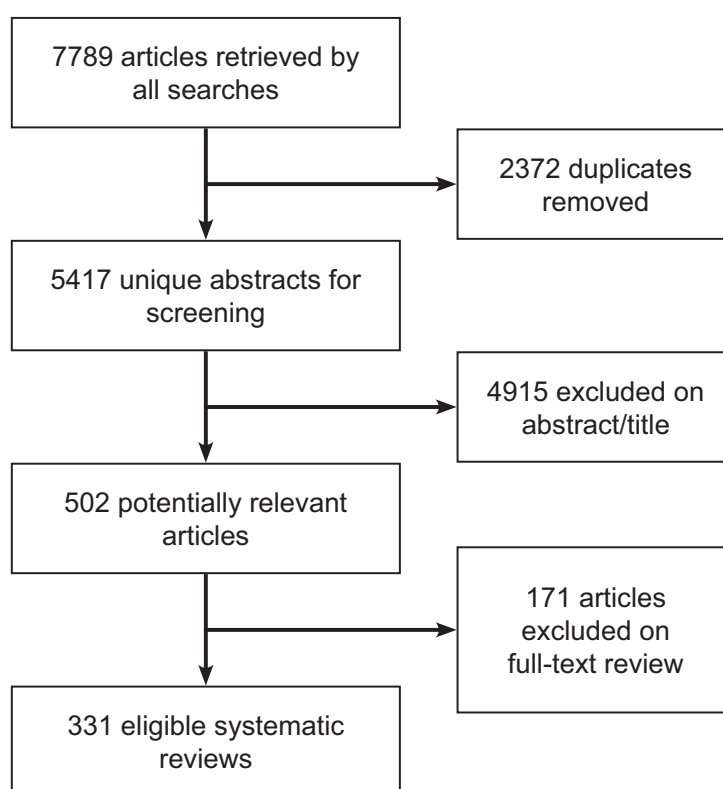 7789 articles retrieved by
all searches
2372 duplicates
removed
5417 unique abstracts for
screening
4915 excluded on
abstract/title
502 potentially relevant
articles
171 articles
excluded on
full-text review
331 eligible systematic
reviews